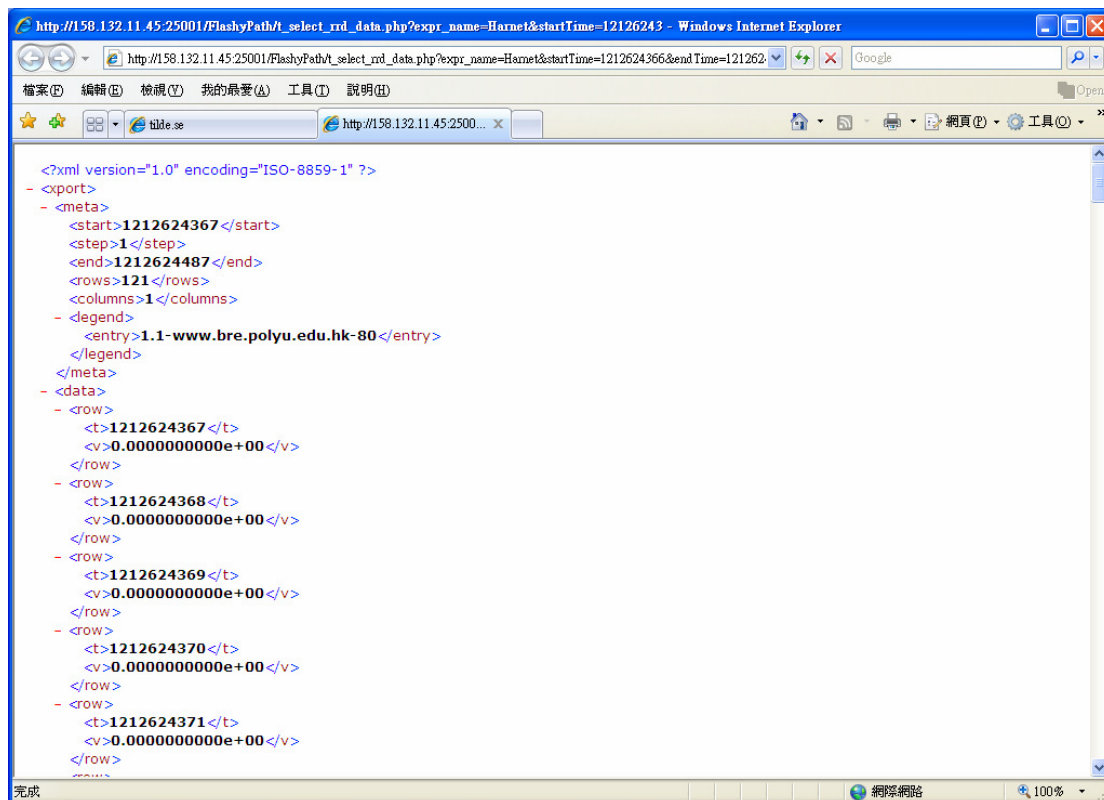 http://158.132.11.45:25001/FlashyPath/t_select_rrd_data.php?expr_name=Harnet&startTime=12126243 - Windows Internet Explorer
http://158.132.11.45:25001/FlashyPath/t_select_rrd_data.php?expr_name=Harnet&startTime=1212624366&endTime=121262
Google
檔案(F) 編輯(E) 檢視(V) 我的最愛(A) 工具(T) 說明(H) Open
tilde.se http://158.132.11.45:2500... 網頁(P) 工具(O) »
<?xml version="1.0" encoding="ISO-8859-1" ?>
- <xport>
- <meta>
<start>1212624367</start>
<step>1</step>
<end>1212624487</end>
<rows>121</rows>
<columns>1</columns>
- <legend>
<entry>1.1-www.bre.polyu.edu.hk-80</entry>
</legend>
</meta>
- <data>
- <row>
<t>1212624367</t>
<v>0.0000000000e+00</v>
</row>
- <row>
<t>1212624368</t>
<v>0.0000000000e+00</v>
</row>
- <row>
<t>1212624369</t>
<v>0.0000000000e+00</v>
</row>
- <row>
<t>1212624370</t>
<v>0.0000000000e+00</v>
</row>
- <row>
<t>1212624371</t>
<v>0.0000000000e+00</v>
</row>
- <row>
完成 網際網路 100%